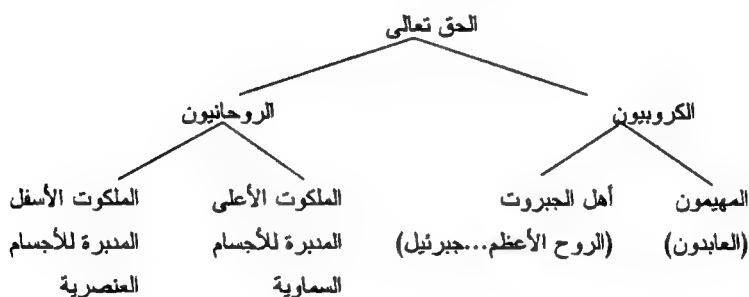 الحق تعالى
الكروبيون الروحانيون
المهيمون أهل الجبروت الملكوت الأعلى الملكوت الأسفل
(العابدون) (الروح الأعظم...جبرئيل) المدبرة للأجسام المدبرة للأجسام
السماوية العنصرية